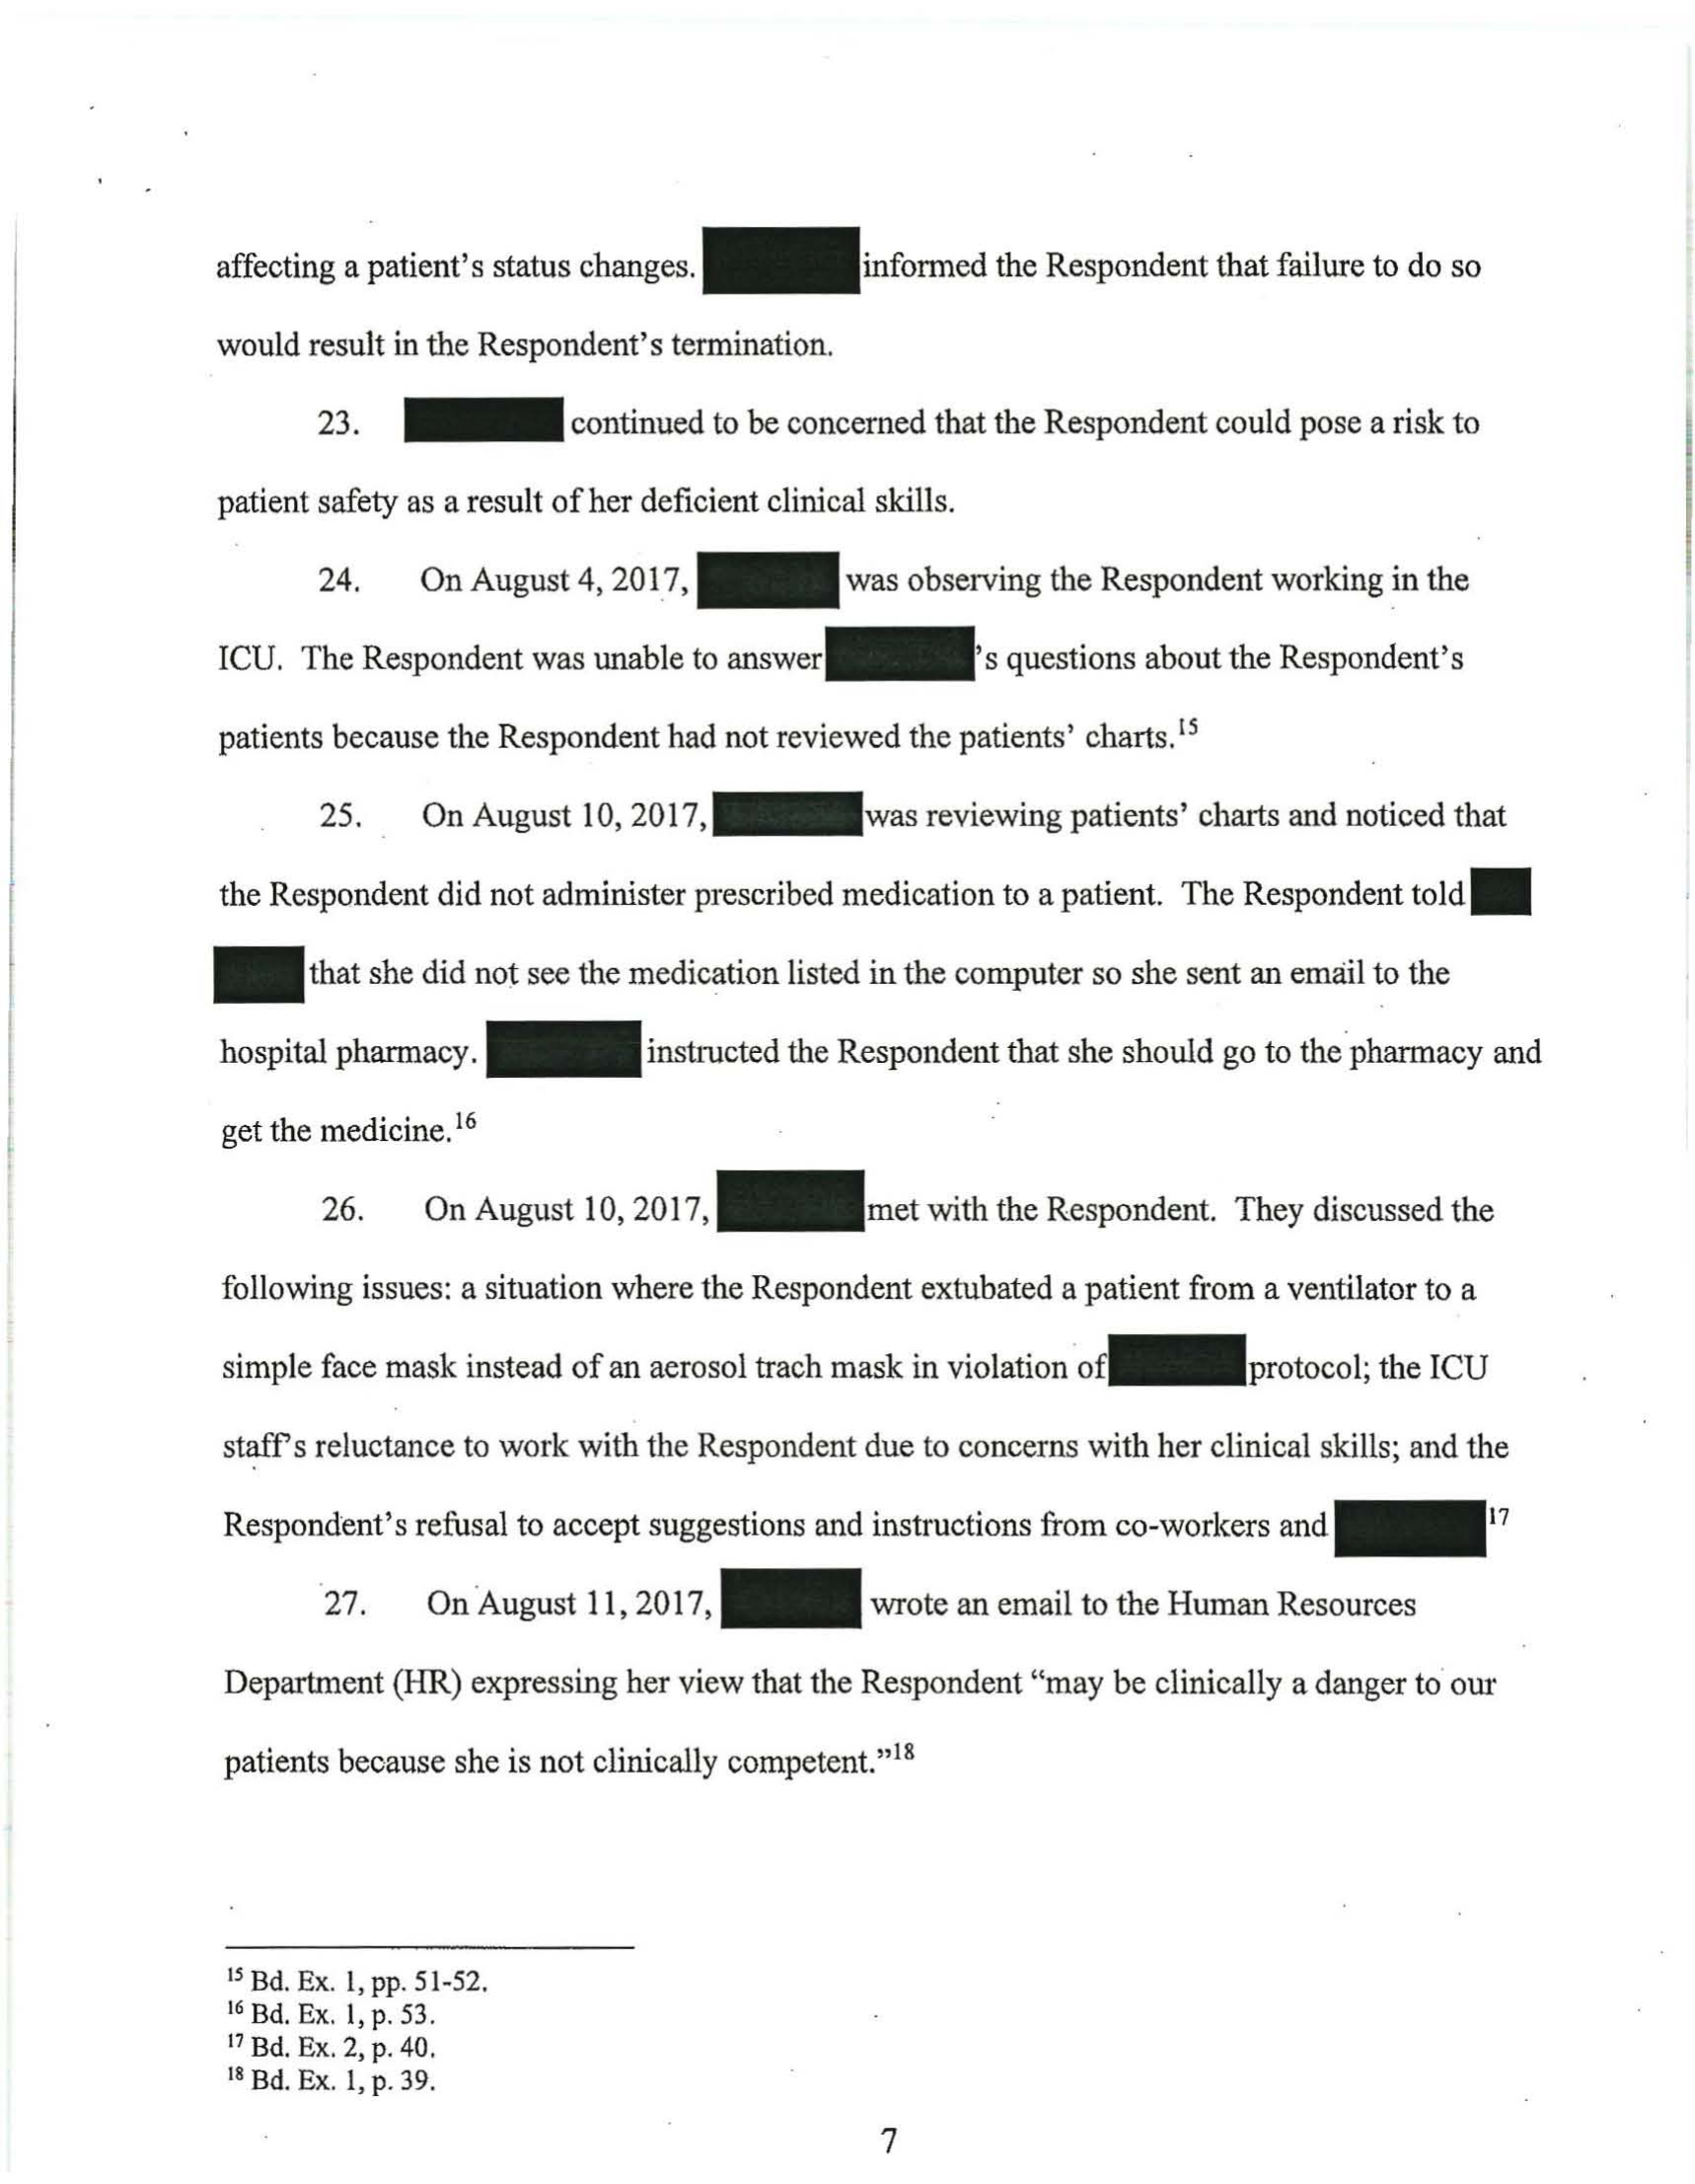 affecting a patient's status changes. informed the Respondent that failure to do so
would result in the Respondent's termination.
23. continued to be concerned that the Respondent could pose a risk to
patient safety as a result of her deficient clinical skills.
24. On August 4, 2017, was observing the Respondent working in the
ICU. The Respondent was unable to answer 's questions about the Respondent's
patients because the Respondent had not reviewed the patients' charts.15
25. On August 10, 2017, was reviewing patients' charts and noticed that
the Respondent did not administer prescribed medication to a patient. The Respondent told
that she did not see the medication listed in the computer so she sent an email to the
hospital pharmacy. instructed the Respondent that she should go to the pharmacy and
get the medicine.16
26. On August 10, 2017, met with the Respondent. They discussed the
following issues: a situation where the Respondent extubated a patient from a ventilator to a
simple face mask instead of an aerosol trach mask in violation of protocol; the ICU
staff's reluctance to work with the Respondent due to concerns with her clinical skills; and the
Respondent's refusal to accept suggestions and instructions from co-workers and 17
27. On August 11, 2017, wrote an email to the Human Resources
Department (HR) expressing her view that the Respondent "may be clinically a danger to our
patients because she is not clinically competent."18
15 Bd. Ex. 1, pp. 51-52.
16 Bd. Ex. 1, p. 53.
17 Bd. Ex. 2, p. 40.
18 Bd. Ex. 1, p. 39.
7